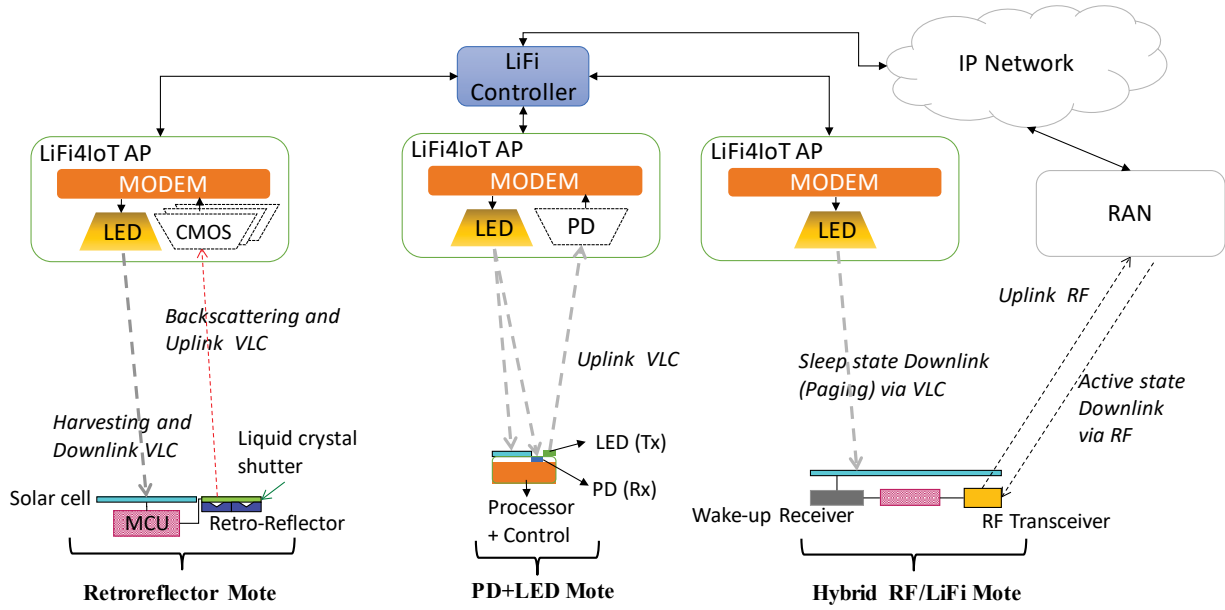 LiFi
Controller
IP Network
LiFi4IoT AP
MODEM
LED
CMOS
LiFi4IoT AP
MODEM
LED
PD
LiFi4IoT AP
MODEM
LED
RAN
Backscattering and
Uplink VLC
Harvesting and
Downlink VLC
Liquid crystal
shutter
Solar cell
MCU
Retro-Reflector
Retroreflector Mote
Uplink VLC
LED (Tx)
PD (Rx)
Processor
+ Control
PD+LED Mote
Uplink RF
Sleep state Downlink
(Paging) via VLC
Active state
Downlink
via RF
Wake-up Receiver
RF Transceiver
Hybrid RF/LiFi Mote